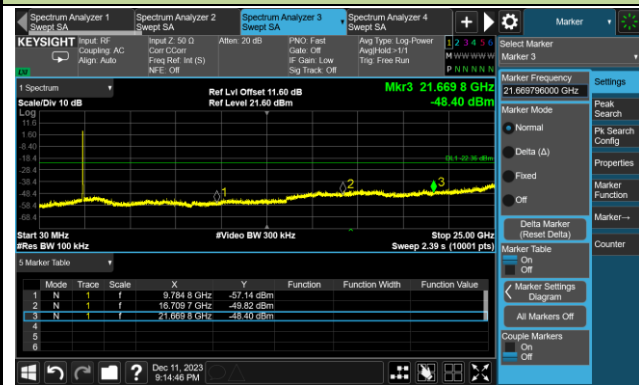 Spectrum Analyzer 1
Swept SA
Spectrum Analyzer 2
Swept SA
Spectrum Analyzer 3
Swept SA
Spectrum Analyzer 4
Swept SA
Marker
KEYSIGHT
Input: RF
Coupling: AC
Align: Auto
Input Z: 50 Ω
Corr CCorr
Freq Ref: Int (S)
NFE: Off
Atten: 20 dB
PNO: Fast
Gate: Off
IF Gain: Low
Sig Track: Off
Avg Type: Log-Power
Avg|Hold:>1/1
Trig: Free Run
1 2 3 4 5 6
M W W W W W
P N N N N N
LVI
Select Marker
Marker 3
1 Spectrum
Scale/Div 10 dB
Ref Lvl Offset 11.60 dB
Ref Level 21.60 dBm
Mkr3 21.669 8 GHz
-48.40 dBm
Log
11.6
1.60
-8.40
-18.4
-28.4
-38.4
-48.4
-58.4
-68.4
DL1 -22.35 dBm
1
2
3
Start 30 MHz
#Res BW 100 kHz
#Video BW 300 kHz
Stop 25.00 GHz
Sweep 2.39 s (10001 pts)
5 Marker Table
Mode Trace Scale X Y Function Function Width Function Value
1 N 1 f 9.784 8 GHz -57.14 dBm
2 N 1 f 16.709 7 GHz -49.82 dBm
3 N 1 f 21.669 8 GHz -48.40 dBm
4
5
6
Marker Frequency
21.669796000 GHz
Marker Mode
Normal
Delta (Δ)
Fixed
Off
Delta Marker
(Reset Delta)
Marker Table
On
Off
Marker Settings
Diagram
All Markers Off
Couple Markers
On
Off
Settings
Peak
Search
Pk Search
Config
Properties
Marker
Function
Marker→
Counter
?
Dec 11, 2023
9:14:46 PM